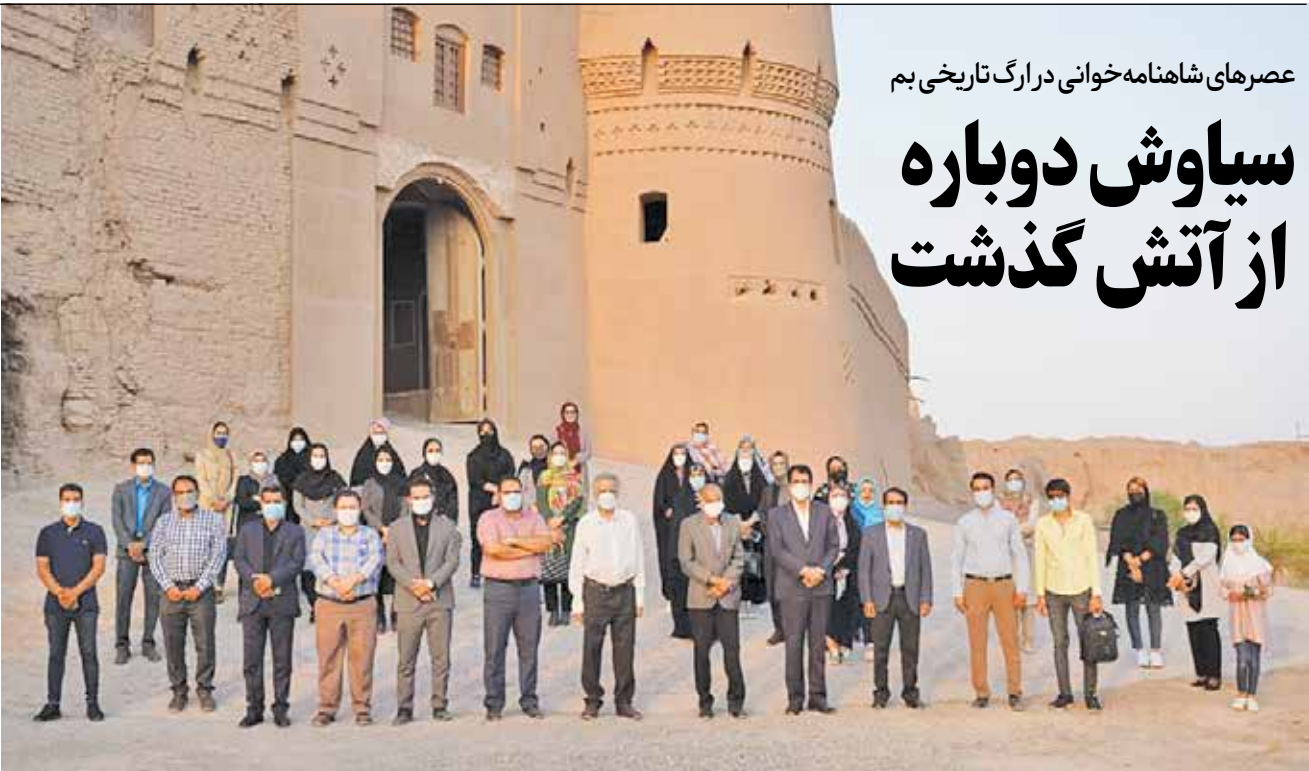 عصرهای شاهنامه‌خوانی در ارگ تاریخی بم
سیاوش دوباره
از آتش گذشت